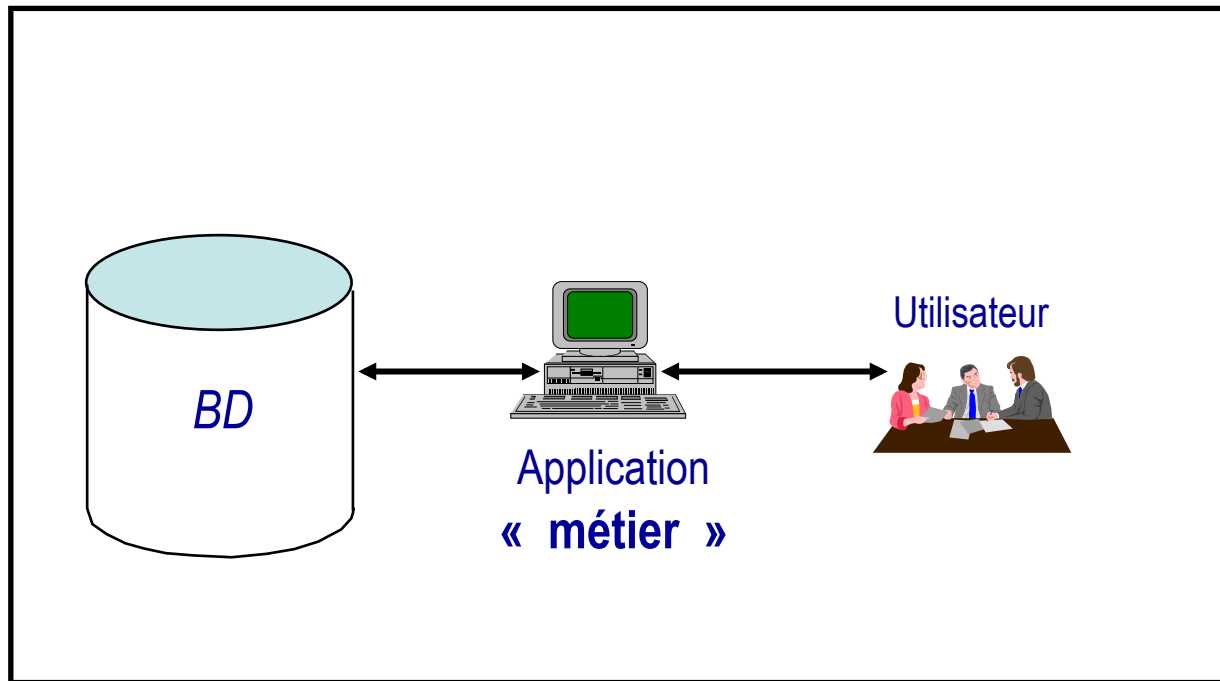 BD
Application
« métier »
Utilisateur